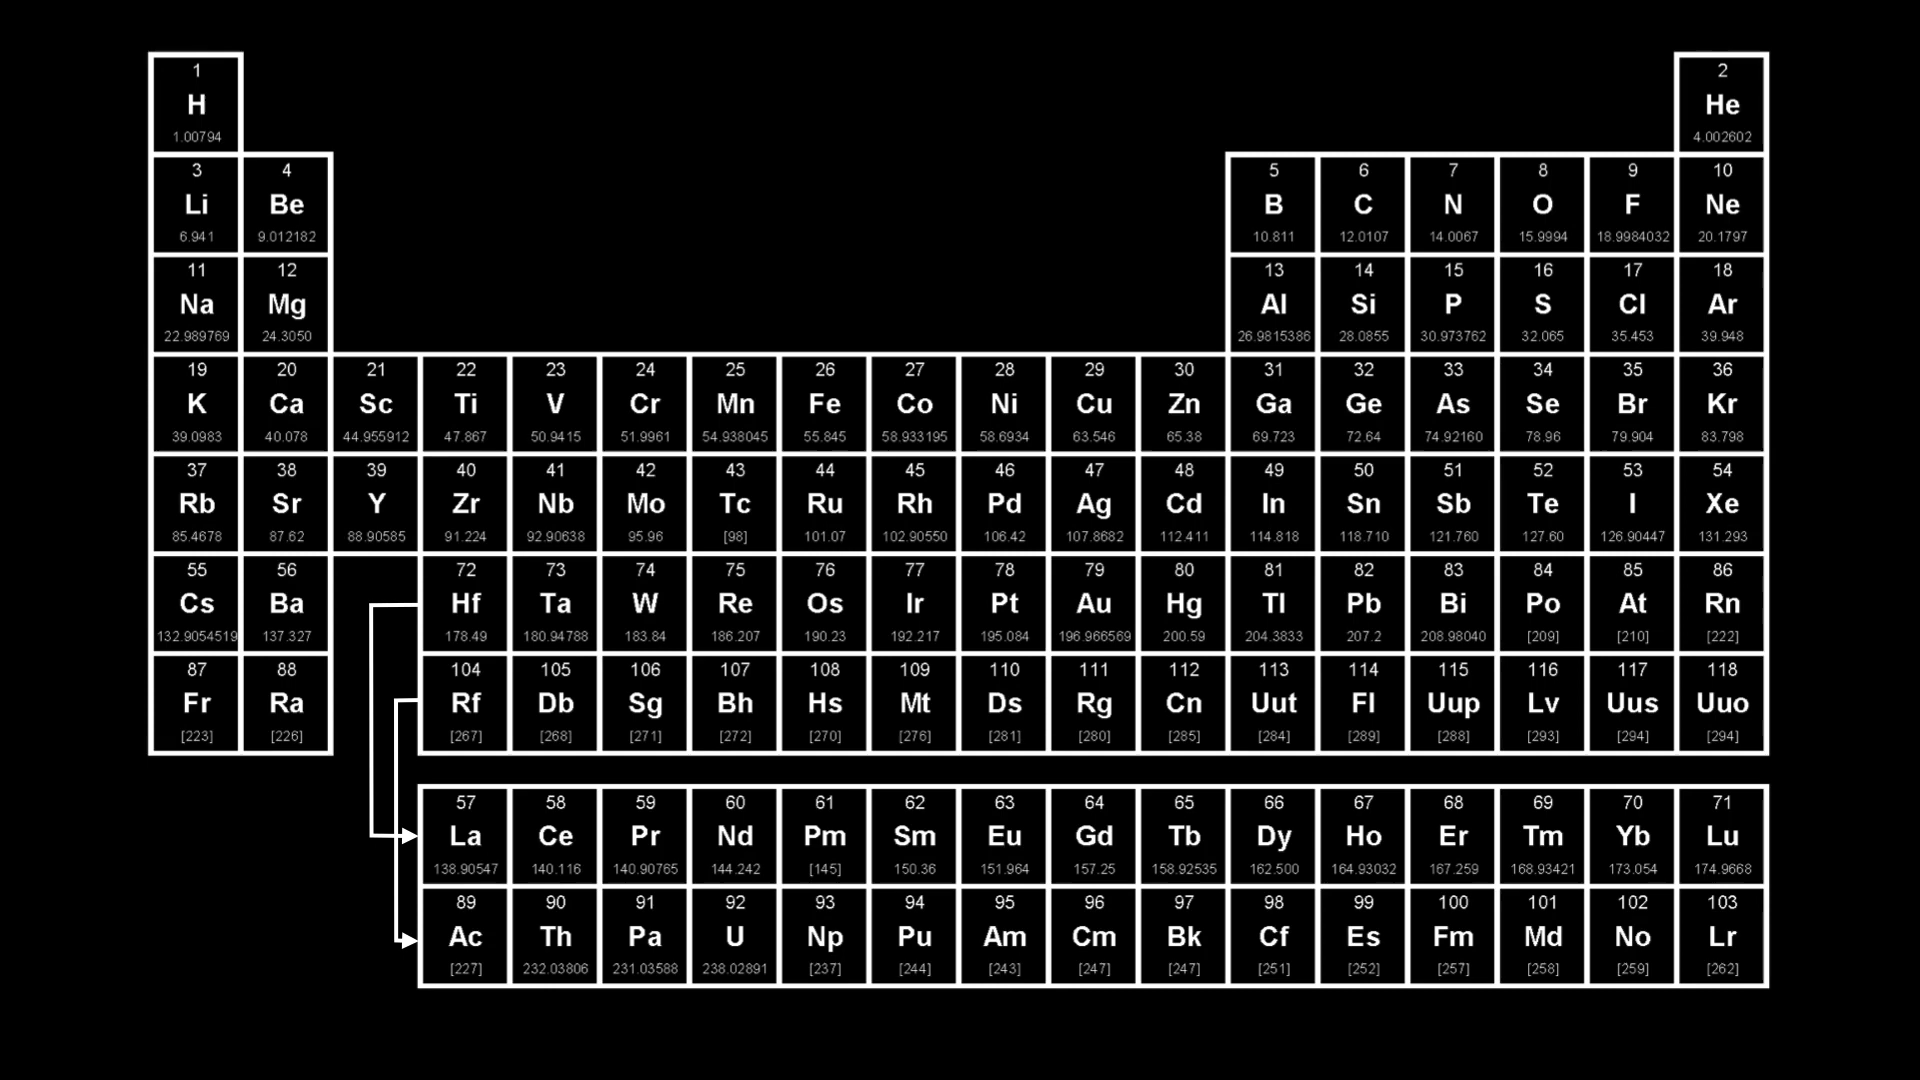 1 2
H He
1.00794 4.002602
3 4 5 6 7 8 9 10
Li Be B C N O F Ne
6.941 9.012182 10.811 12.0107 14.0067 15.9994 18.9984032 20.1797
11 12 13 14 15 16 17 18
Na Mg Al Si P S Cl Ar
22.989769 24.3050 26.9815386 28.0855 30.973762 32.065 35.453 39.948
19 20 21 22 23 24 25 26 27 28 29 30 31 32 33 34 35 36
K Ca Sc Ti V Cr Mn Fe Co Ni Cu Zn Ga Ge As Se Br Kr
39.0983 40.078 44.955912 47.867 50.9415 51.9961 54.938045 55.845 58.933195 58.6934 63.546 65.38 69.723 72.64 74.92160 78.96 79.904 83.798
37 38 39 40 41 42 43 44 45 46 47 48 49 50 51 52 53 54
Rb Sr Y Zr Nb Mo Tc Ru Rh Pd Ag Cd In Sn Sb Te I Xe
85.4678 87.62 88.90585 91.224 92.90638 95.96 [98] 101.07 102.90550 106.42 107.8682 112.411 114.818 118.710 121.760 127.60 126.90447 131.293
55 56 72 73 74 75 76 77 78 79 80 81 82 83 84 85 86
Cs Ba Hf Ta W Re Os Ir Pt Au Hg Tl Pb Bi Po At Rn
132.9054519 137.327 178.49 180.94788 183.84 186.207 190.23 192.217 195.084 196.966569 200.59 204.3833 207.2 208.98040 [209] [210] [222]
87 88 104 105 106 107 108 109 110 111 112 113 114 115 116 117 118
Fr Ra Rf Db Sg Bh Hs Mt Ds Rg Cn Uut Fl Uup Lv Uus Uuo
[223] [226] [267] [268] [271] [272] [270] [276] [281] [280] [285] [284] [289] [288] [293] [294] [294]
57 58 59 60 61 62 63 64 65 66 67 68 69 70 71
La Ce Pr Nd Pm Sm Eu Gd Tb Dy Ho Er Tm Yb Lu
138.90547 140.116 140.90765 144.242 [145] 150.36 151.964 157.25 158.92535 162.500 164.93032 167.259 168.93421 173.054 174.9668
89 90 91 92 93 94 95 96 97 98 99 100 101 102 103
Ac Th Pa U Np Pu Am Cm Bk Cf Es Fm Md No Lr
[227] 232.03806 231.03588 238.02891 [237] [244] [243] [247] [247] [251] [252] [257] [258] [259] [262]